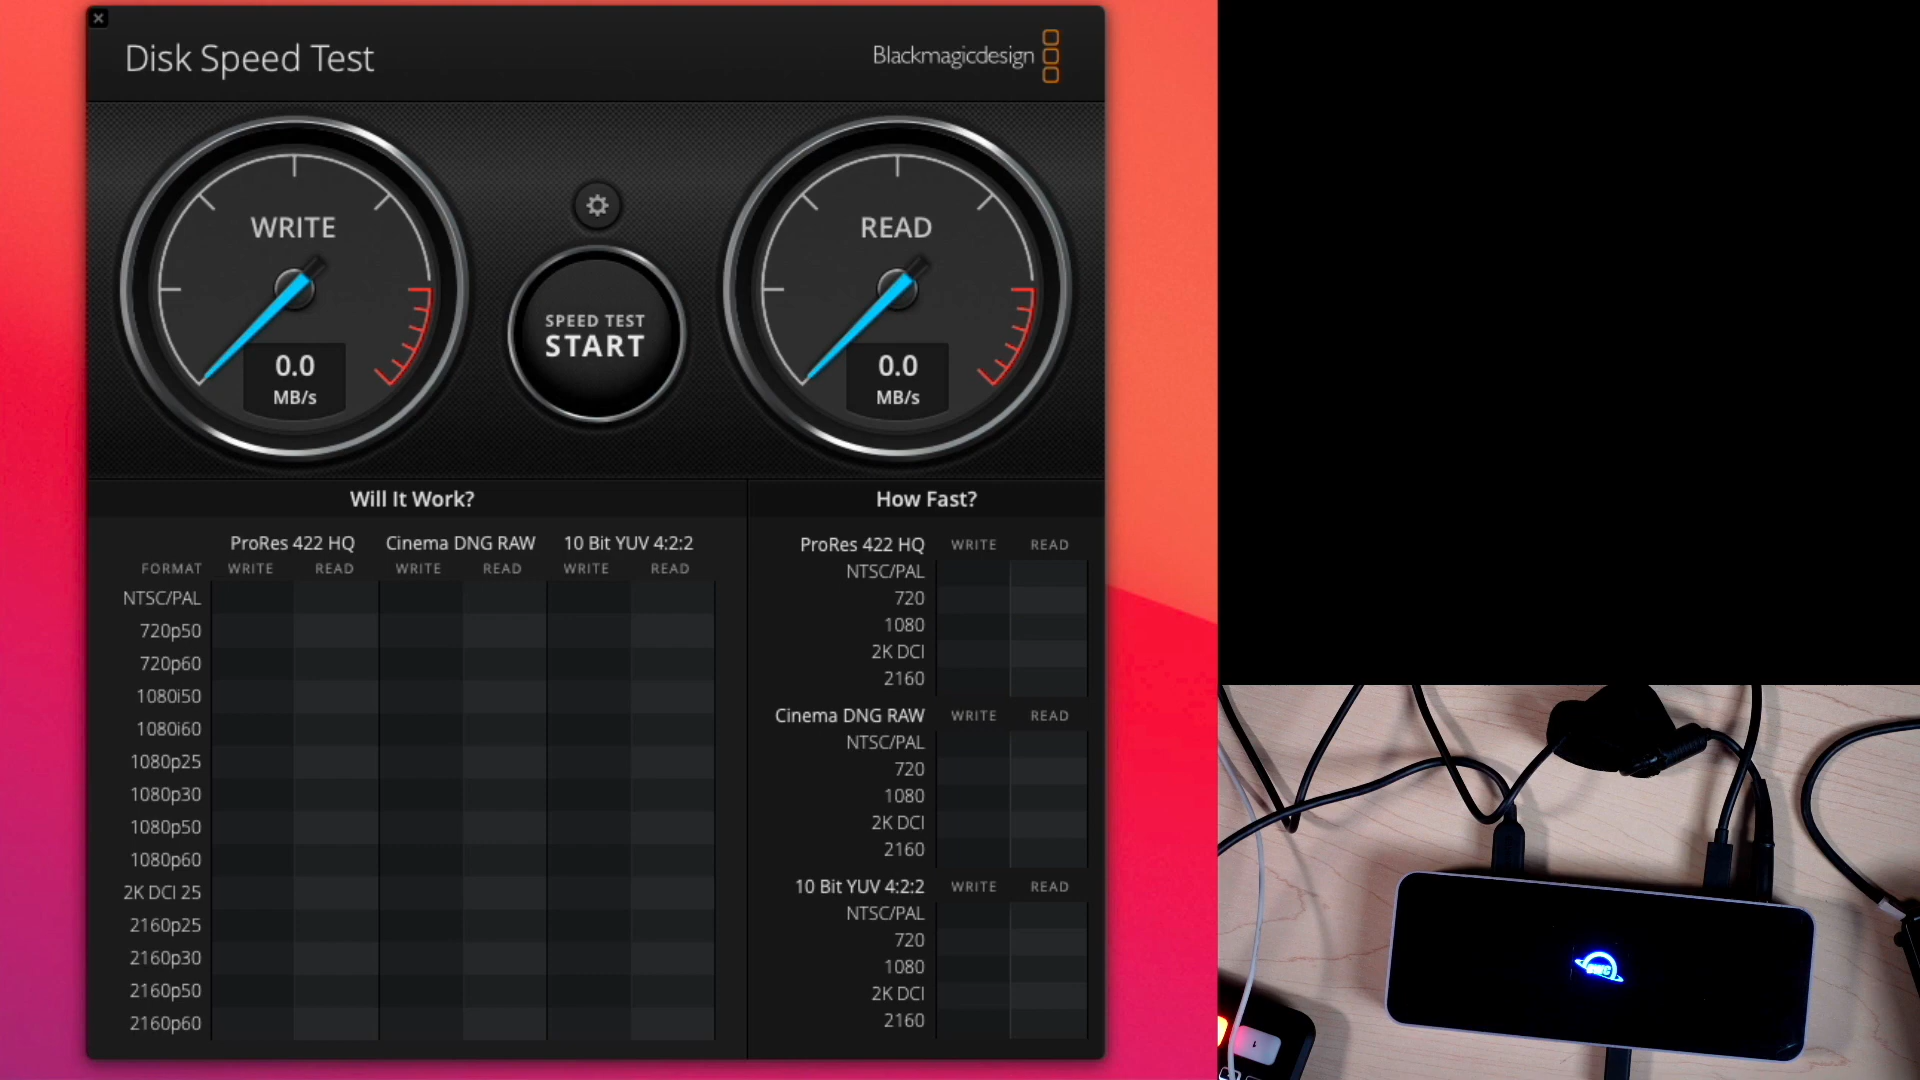 Disk Speed Test
Blackmagicdesign
WRITE
0.0
MB/s
SPEED TEST
START
READ
0.0
MB/s
Will It Work?
ProRes 422 HQ Cinema DNG RAW 10 Bit YUV 4:2:2
FORMAT WRITE READ WRITE READ WRITE READ
NTSC/PAL
720p50
720p60
1080i50
1080i60
1080p25
1080p30
1080p50
1080p60
2K DCI 25
2160p25
2160p30
2160p50
2160p60
How Fast?
ProRes 422 HQ WRITE READ
NTSC/PAL
720
1080
2K DCI
2160
Cinema DNG RAW WRITE READ
NTSC/PAL
720
1080
2K DCI
2160
10 Bit YUV 4:2:2 WRITE READ
NTSC/PAL
720
1080
2K DCI
2160
OWC
1